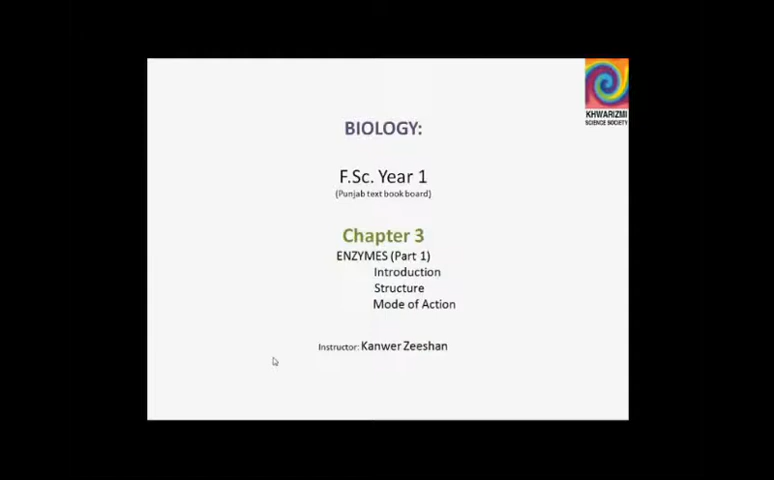 KHWARIZMI
SCIENCE SOCIETY
BIOLOGY:
F.Sc. Year 1
(Punjab text book board)
Chapter 3
ENZYMES (Part 1)
Introduction
Structure
Mode of Action
Instructor: Kanwer Zeeshan